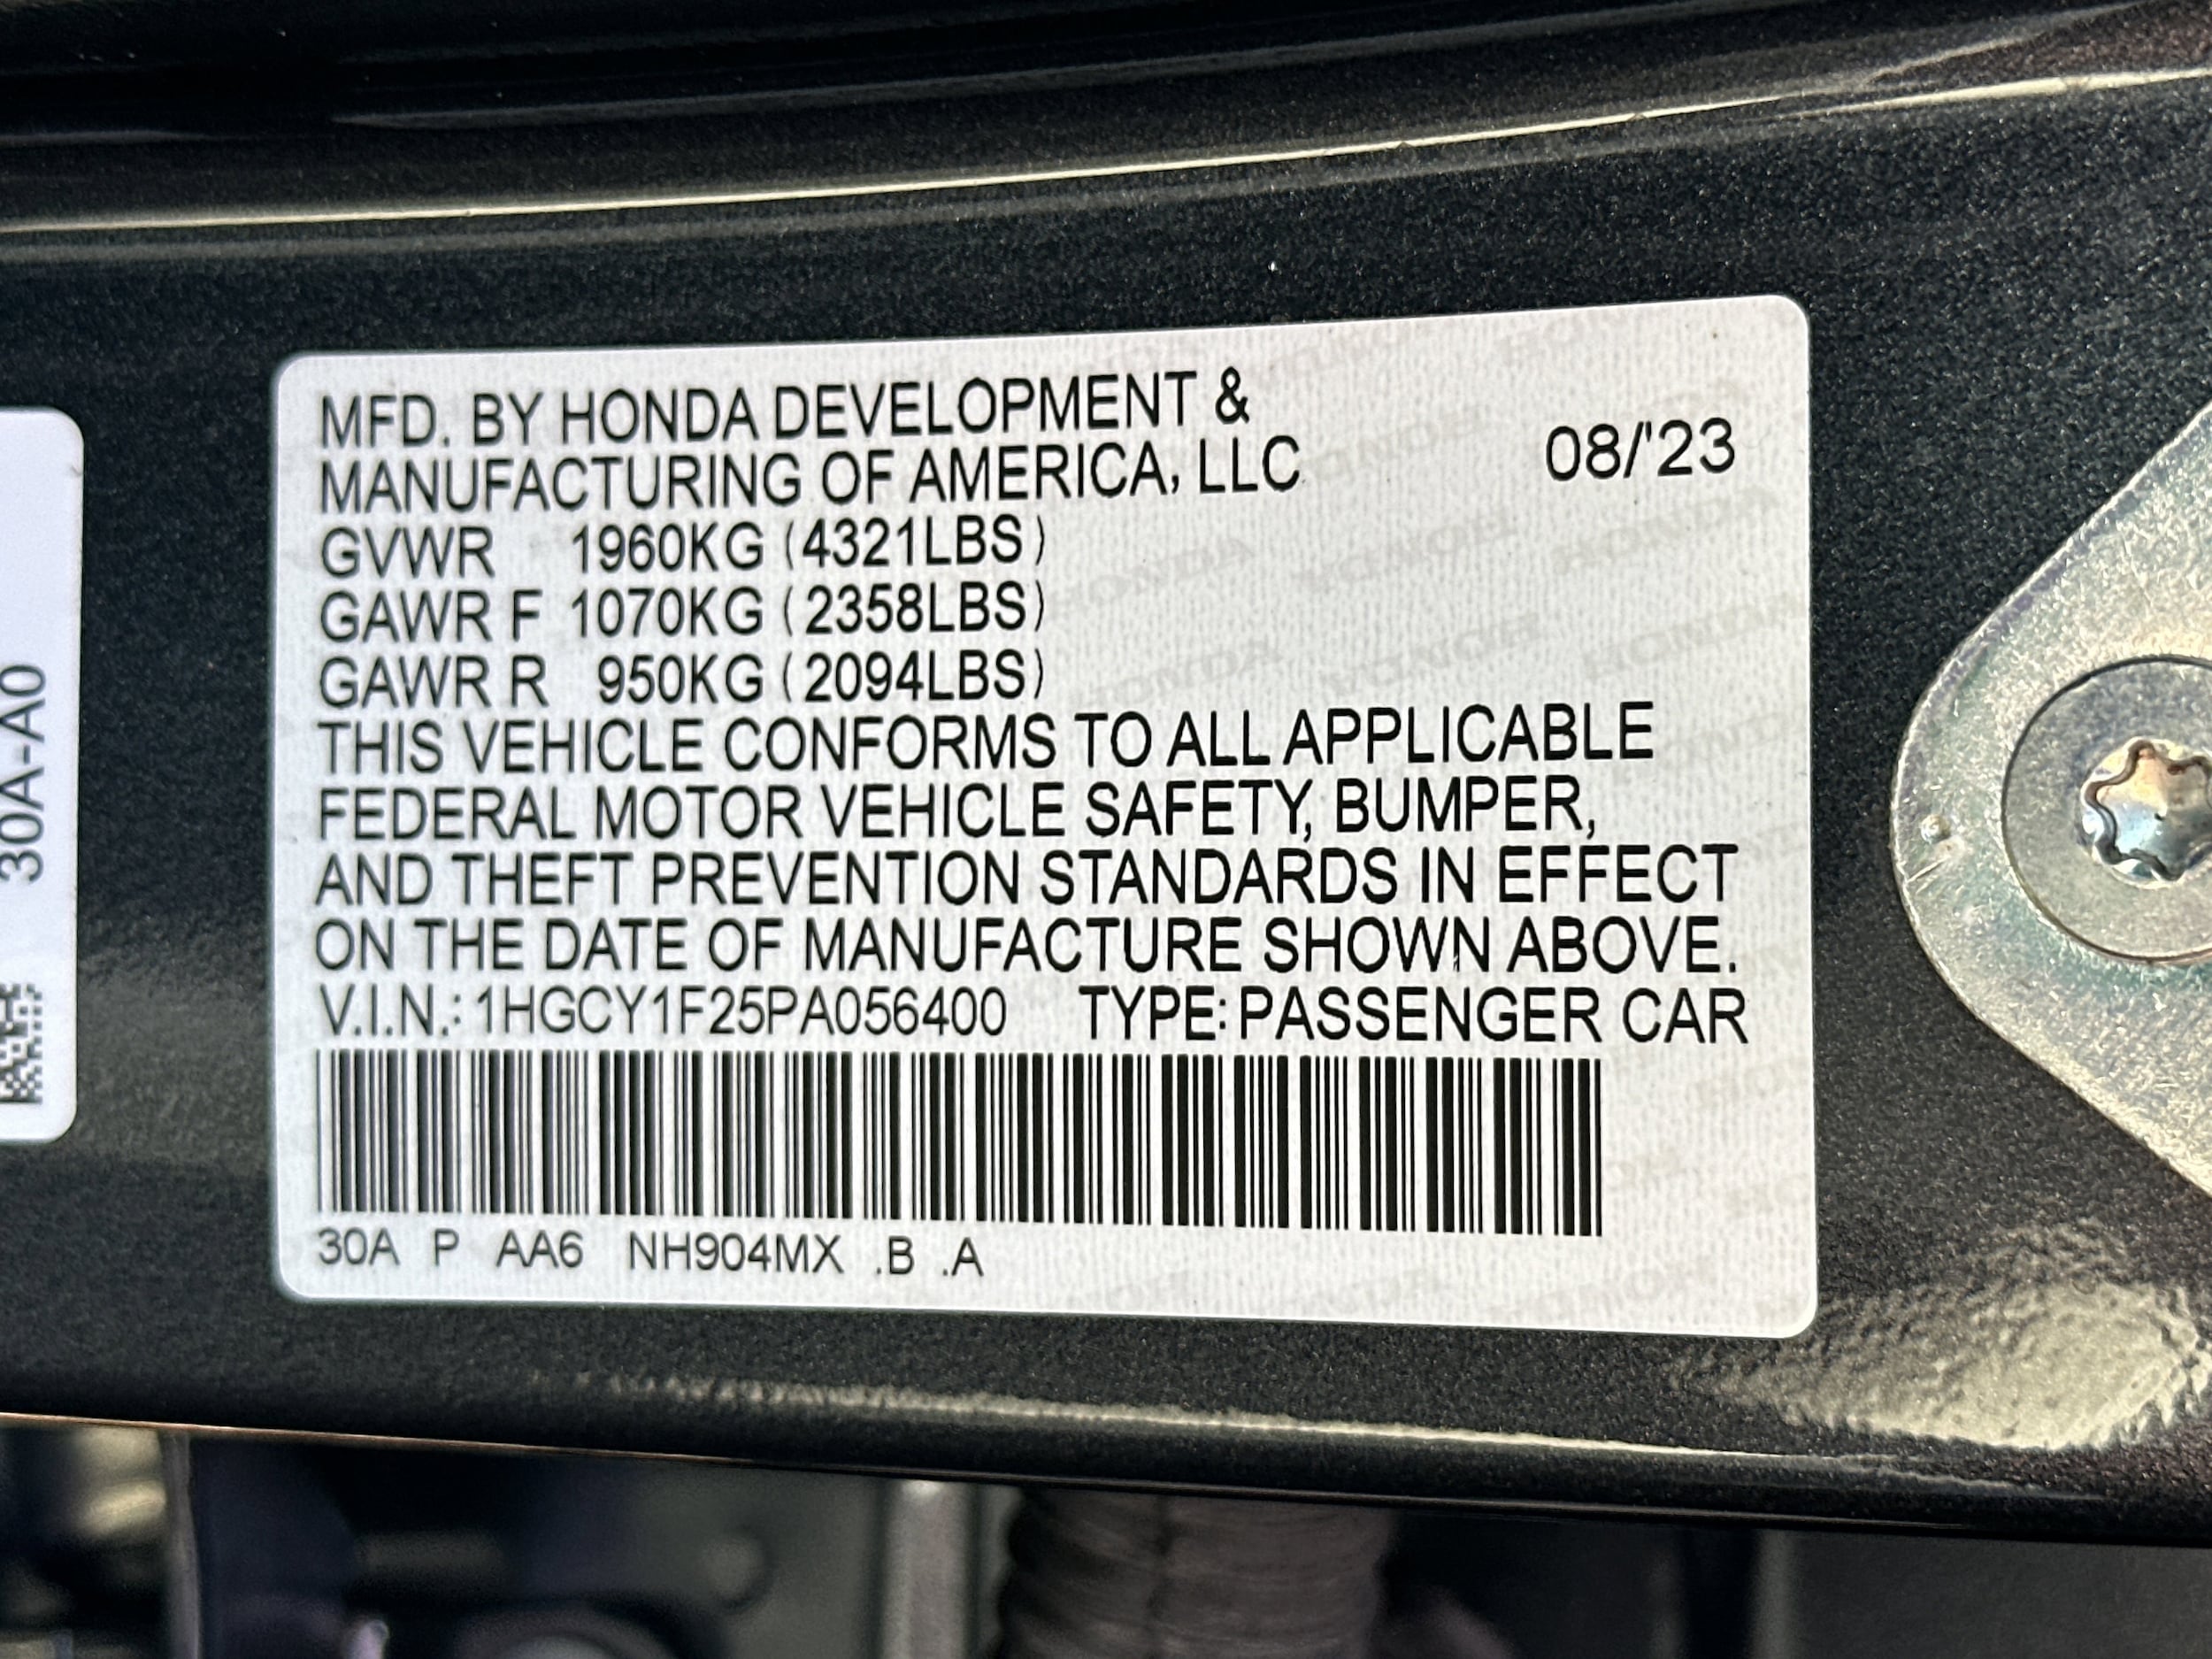 MFD. BY HONDA DEVELOPMENT &
MANUFACTURING OF AMERICA, LLC 08/'23
GVWR 1960KG (4321LBS)
GAWR F 1070KG (2358LBS)
GAWR R 950KG (2094LBS)
THIS VEHICLE CONFORMS TO ALL APPLICABLE
FEDERAL MOTOR VEHICLE SAFETY, BUMPER,
AND THEFT PREVENTION STANDARDS IN EFFECT
ON THE DATE OF MANUFACTURE SHOWN ABOVE.
V.I.N.: 1HGCY1F25PA056400 TYPE: PASSENGER CAR
30A P AA6 NH904MX .B .A
30A-A0